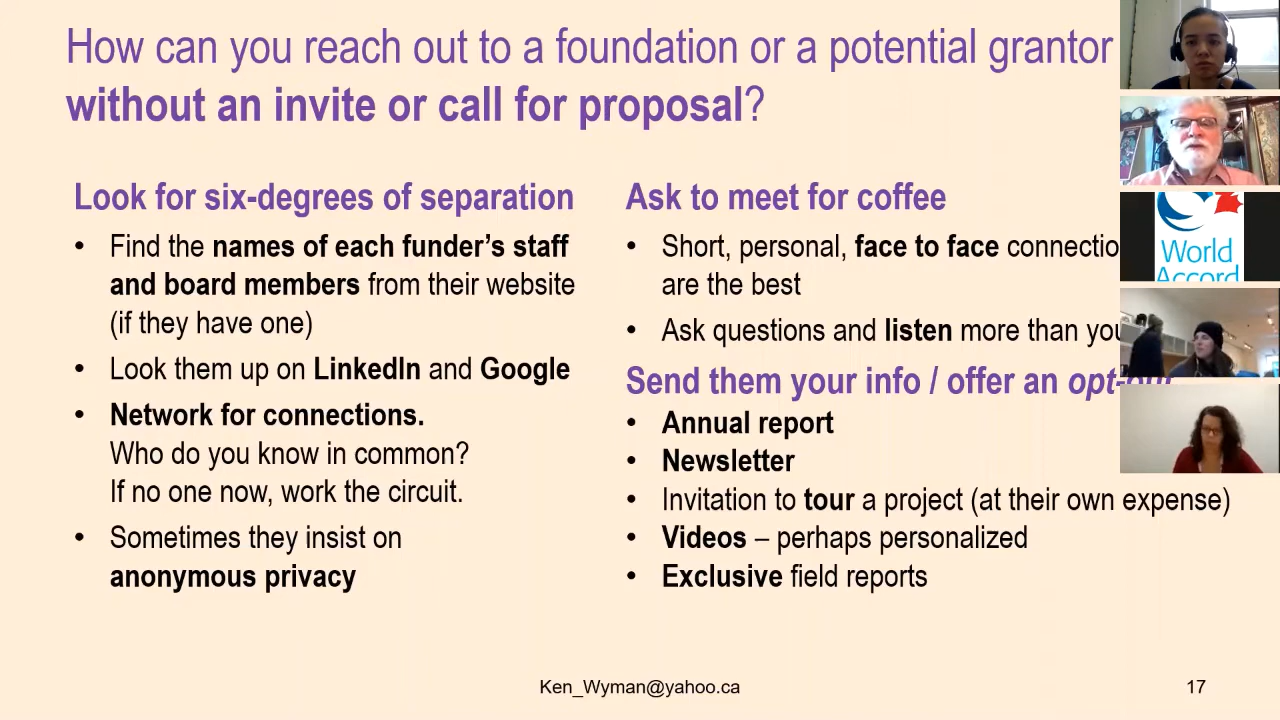 How can you reach out to a foundation or a potential grantor
without an invite or call for proposal?
Look for six-degrees of separation
• Find the names of each funder's staff
and board members from their website
(if they have one)
• Look them up on LinkedIn and Google
• Network for connections.
Who do you know in common?
If no one now, work the circuit.
• Sometimes they insist on
anonymous privacy
Ask to meet for coffee
• Short, personal, face to face connectio
are the best
• Ask questions and listen more than you
Send them your info / offer an opt-out
• Annual report
• Newsletter
• Invitation to tour a project (at their own expense)
• Videos – perhaps personalized
• Exclusive field reports
World
Accord
Ken_Wyman@yahoo.ca
17